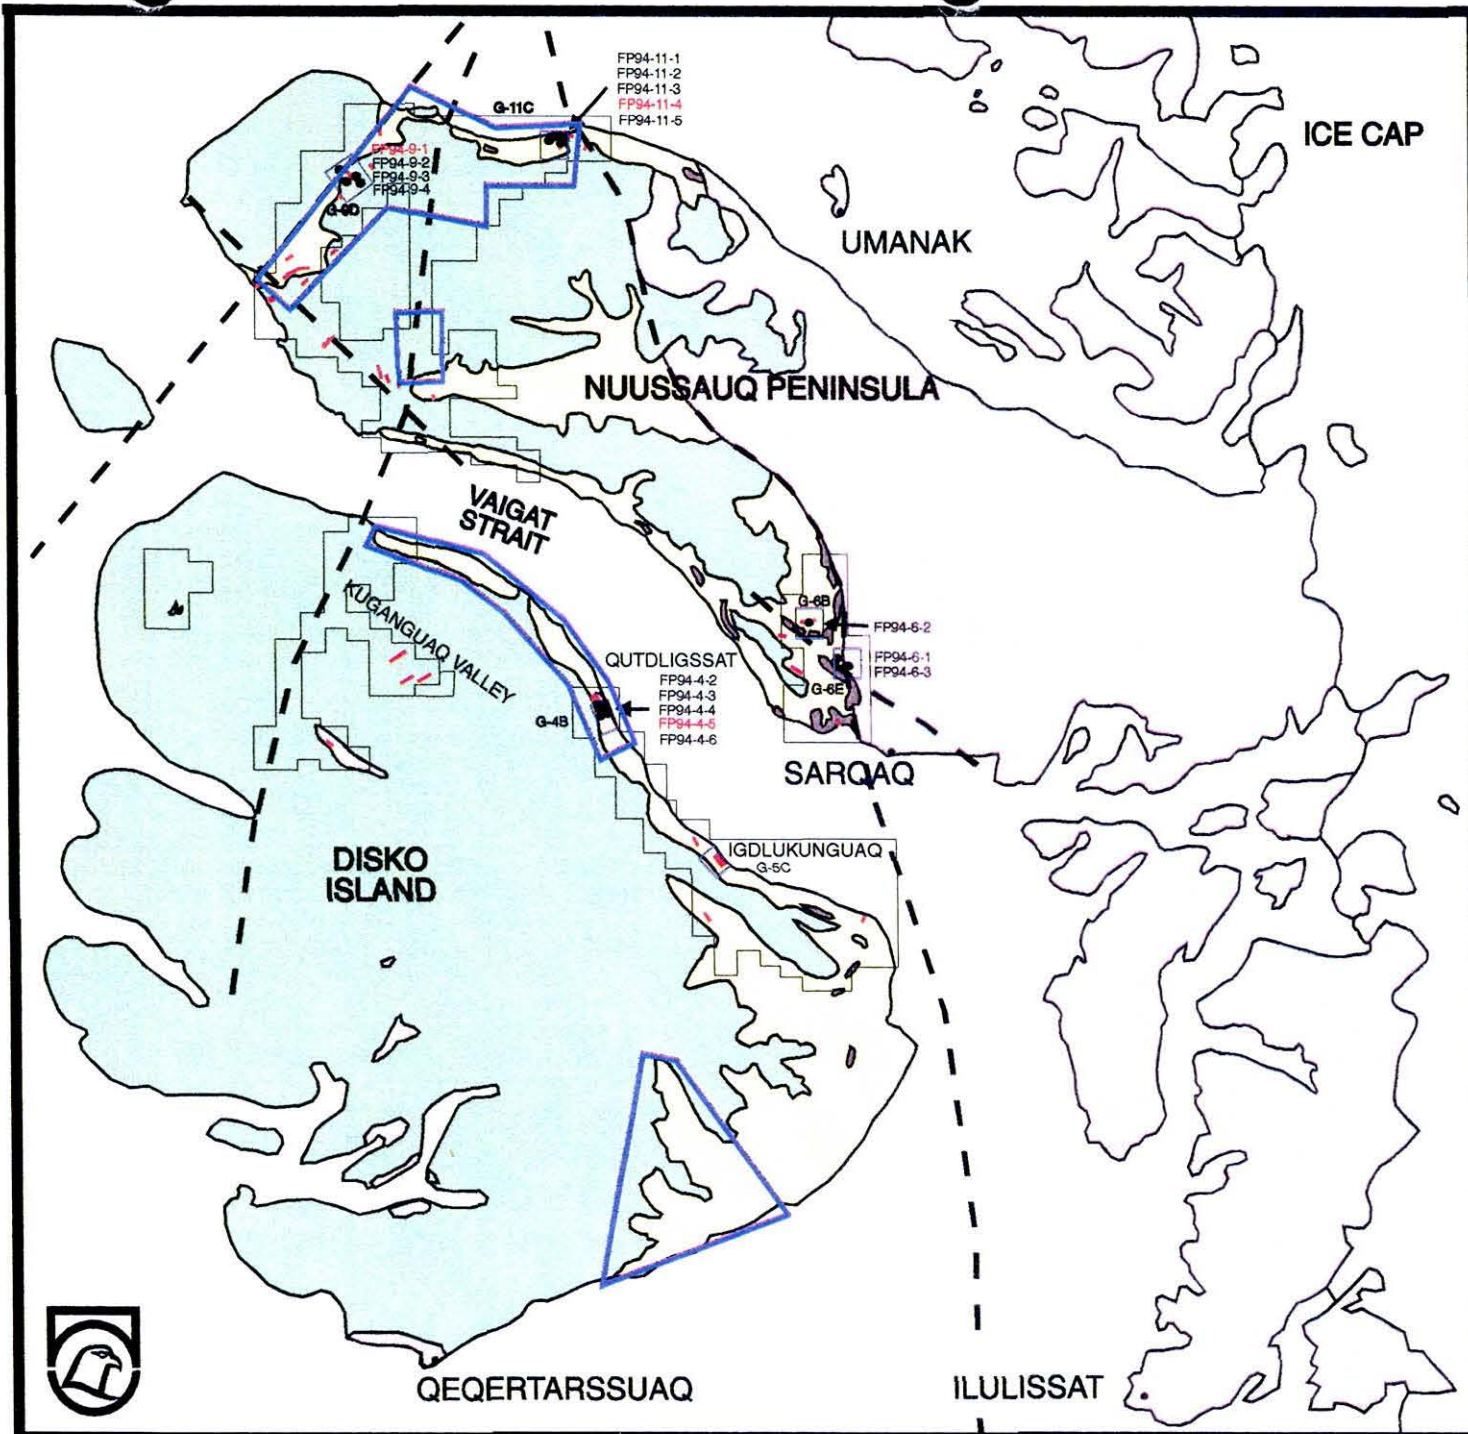 FP94-11-1
FP94-11-2
FP94-11-3
FP94-11-4
FP94-11-5
G-11C
ICE CAP
FP94-9-1
FP94-9-2
FP94-9-3
FP94-9-4
G-9D
UMANAK
NUUSSAUQ PENINSULA
VAIGAT
STRAIT
KUGANGUAQ VALLEY
G-6B
FP94-6-2
FP94-6-1
FP94-6-3
G-6E
QUTDLIGSSAT
FP94-4-2
FP94-4-3
FP94-4-4
FP94-4-5
FP94-4-6
G-4B
SARQAQ
DISKO
ISLAND
IGDLUKUNGUAQ
G-5C
QEQERTARSSUAQ
ILULISSAT